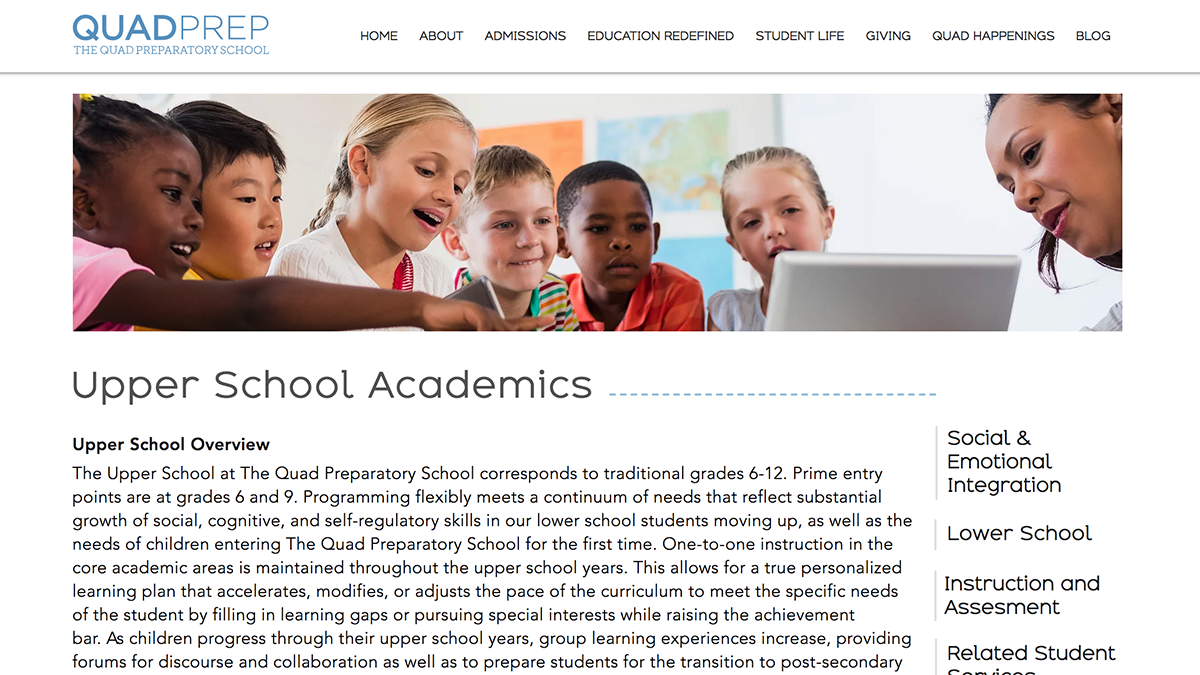 QUADPREP
THE QUAD PREPARATORY SCHOOL
HOME ABOUT ADMISSIONS EDUCATION REDEFINED STUDENT LIFE GIVING QUAD HAPPENINGS BLOG
Upper School Academics
Upper School Overview
The Upper School at The Quad Preparatory School corresponds to traditional grades 6-12. Prime entry
points are at grades 6 and 9. Programming flexibly meets a continuum of needs that reflect substantial
growth of social, cognitive, and self-regulatory skills in our lower school students moving up, as well as the
needs of children entering The Quad Preparatory School for the first time. One-to-one instruction in the
core academic areas is maintained throughout the upper school years. This allows for a true personalized
learning plan that accelerates, modifies, or adjusts the pace of the curriculum to meet the specific needs
of the student by filling in learning gaps or pursuing special interests while raising the achievement
bar. As children progress through their upper school years, group learning experiences increase, providing
forums for discourse and collaboration as well as to prepare students for the transition to post-secondary
Social &
Emotional
Integration
Lower School
Instruction and
Assesment
Related Student
Services